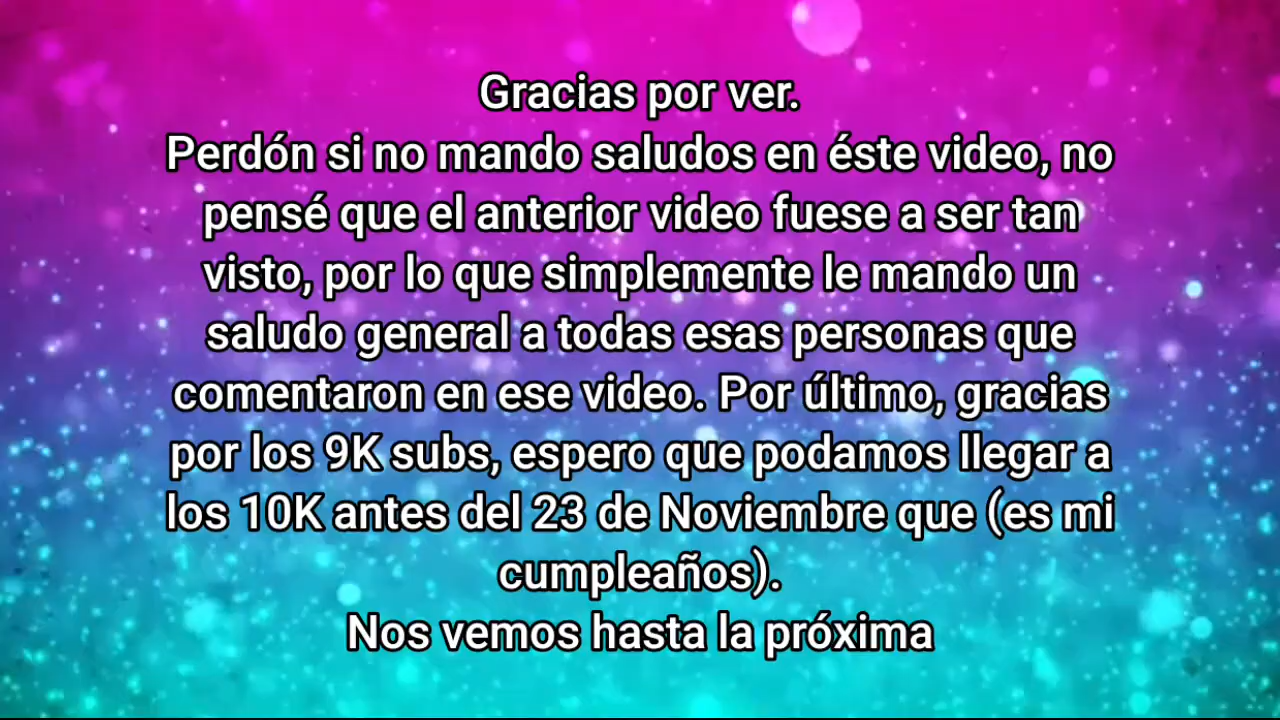 Gracias por ver.
Perdón si no mando saludos en éste video, no
pensé que el anterior video fuese a ser tan
visto, por lo que simplemente le mando un
saludo general a todas esas personas que
comentaron en ese video. Por último, gracias
por los 9K subs, espero que podamos llegar a
los 10K antes del 23 de Noviembre que (es mi
cumpleaños).
Nos vemos hasta la próxima